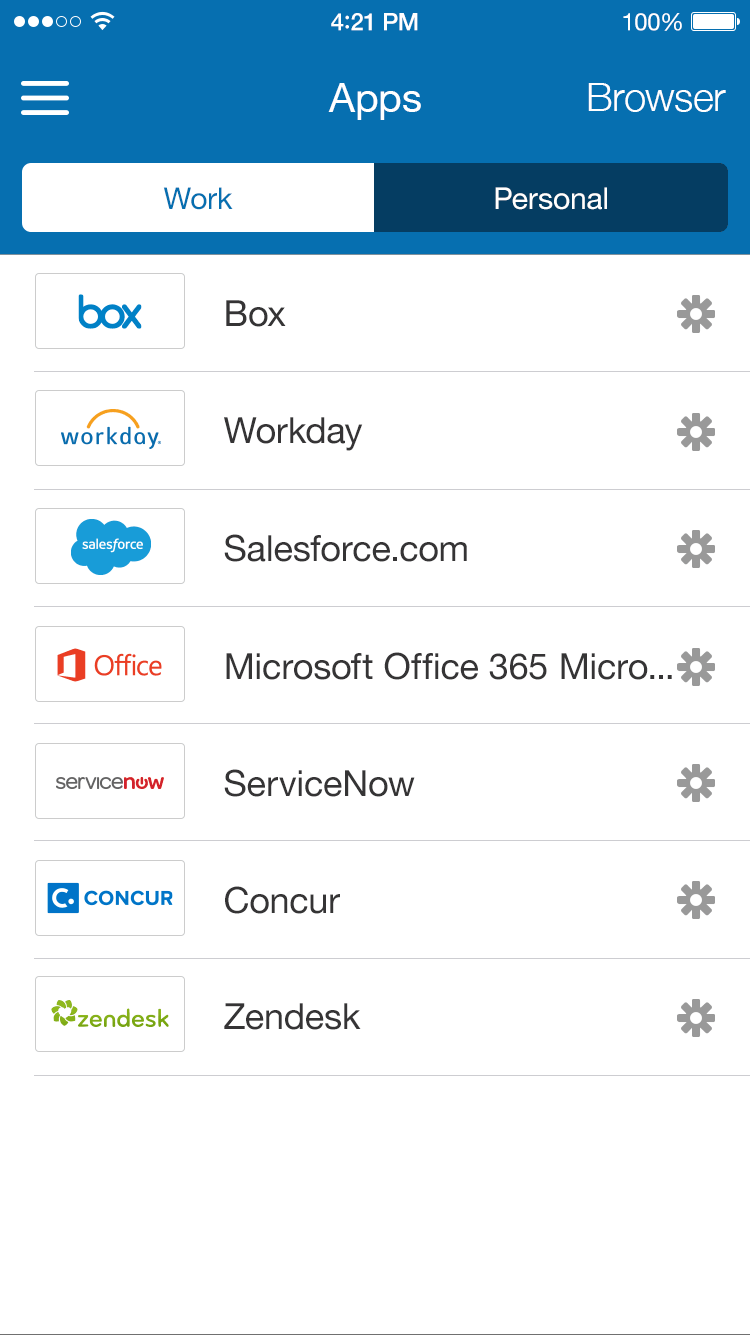 4:21 PM 100%
Apps Browser
Work Personal
box Box
workday. Workday
salesforce Salesforce.com
Office Microsoft Office 365 Micro...
servicenow ServiceNow
C. CONCUR Concur
zendesk Zendesk